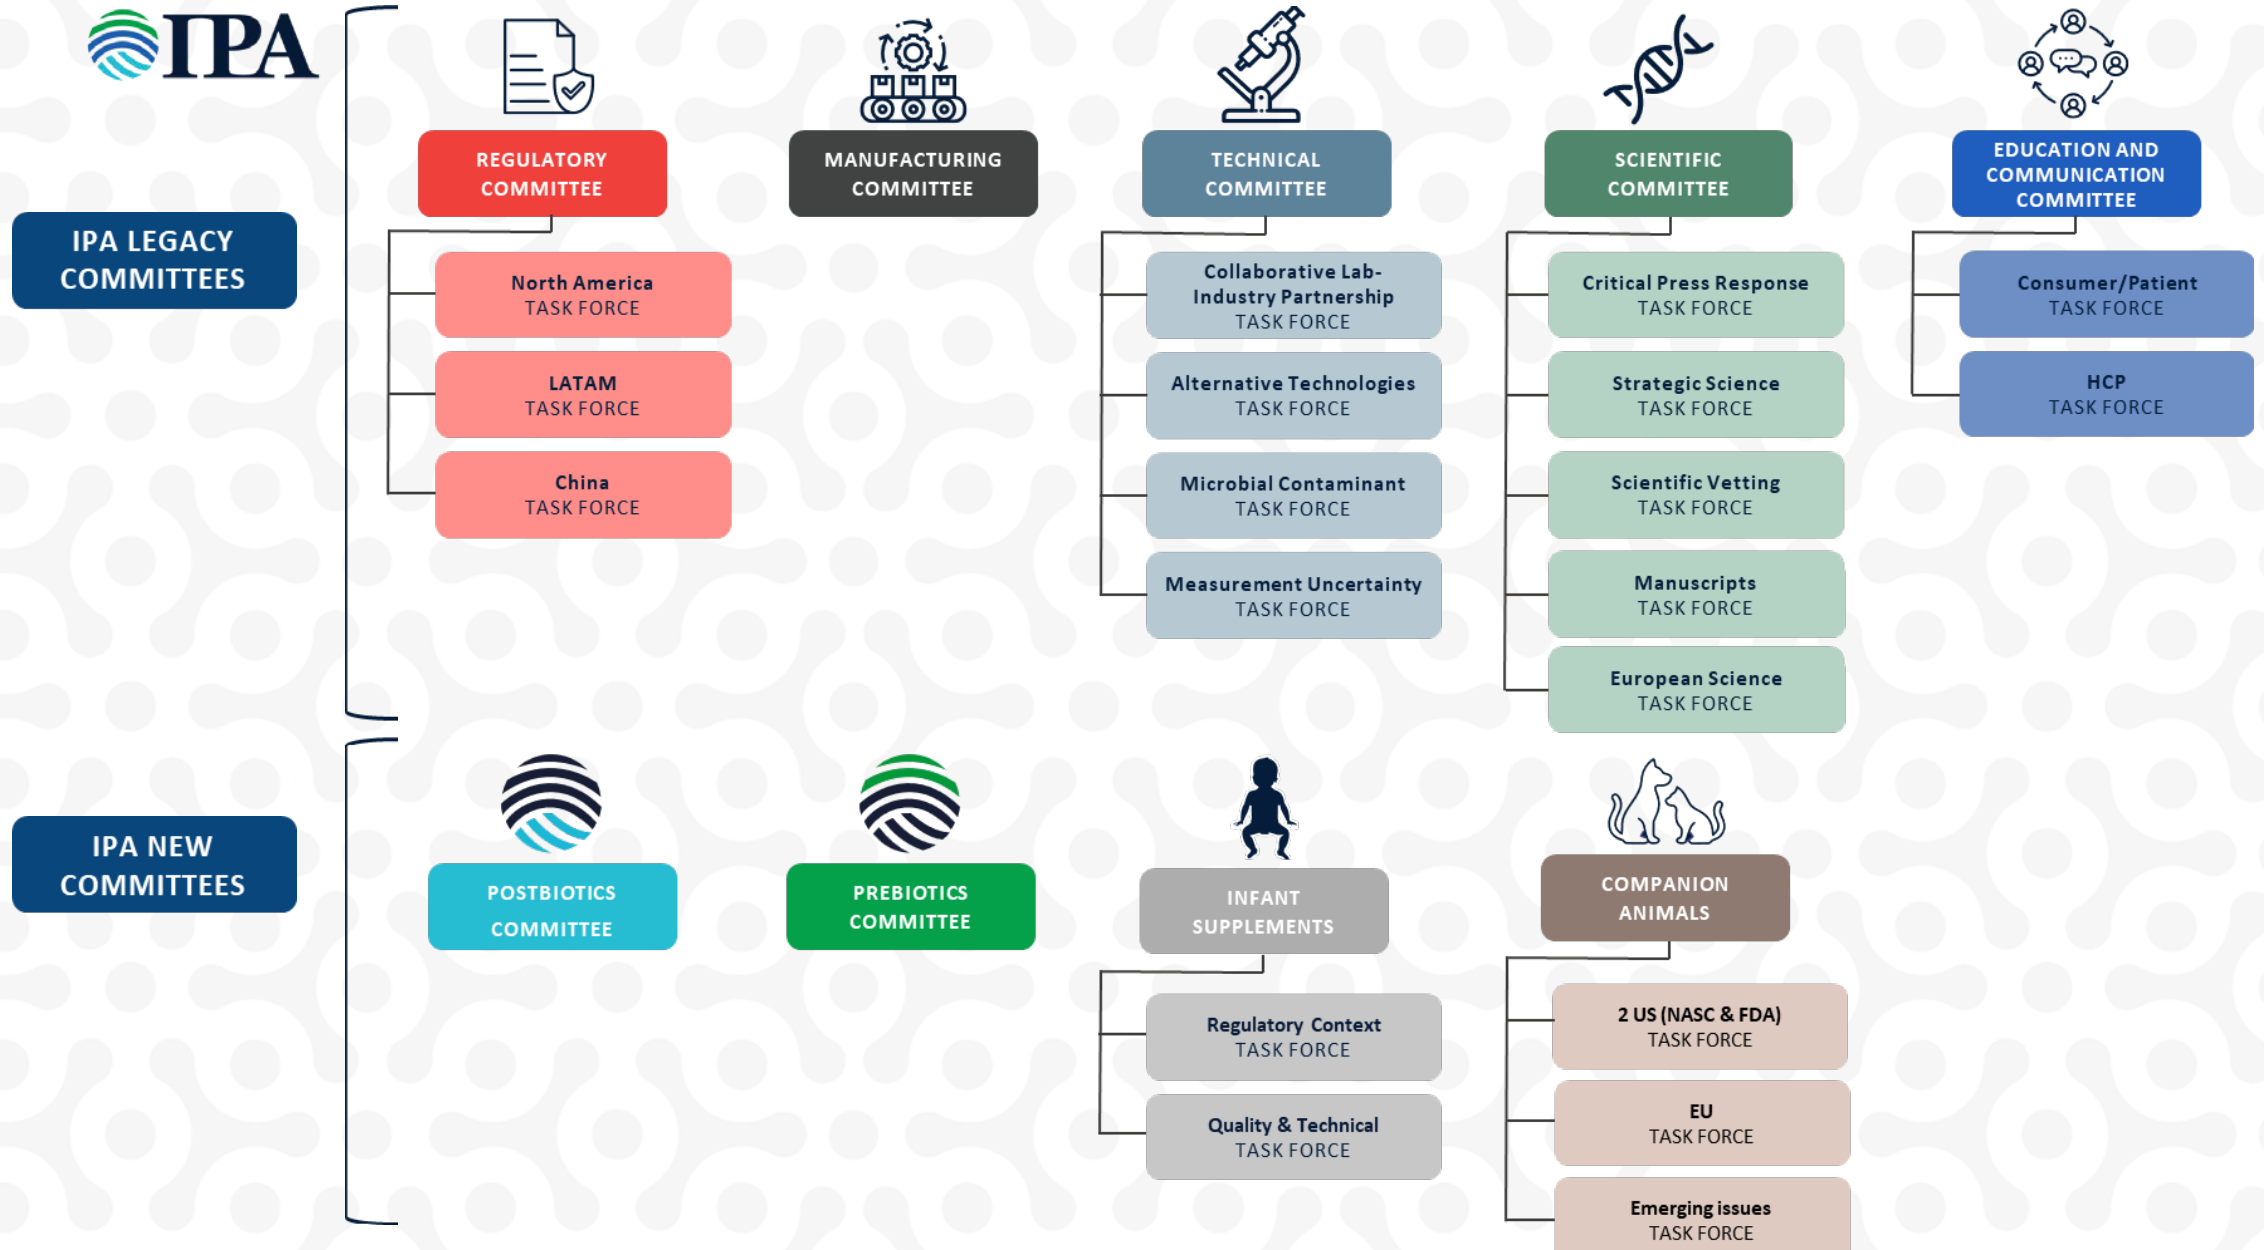 IPA
IPA LEGACY
COMMITTEES
REGULATORY
COMMITTEE
North America
TASK FORCE
LATAM
TASK FORCE
China
TASK FORCE
MANUFACTURING
COMMITTEE
TECHNICAL
COMMITTEE
Collaborative Lab-
Industry Partnership
TASK FORCE
Alternative Technologies
TASK FORCE
Microbial Contaminant
TASK FORCE
Measurement Uncertainty
TASK FORCE
SCIENTIFIC
COMMITTEE
Critical Press Response
TASK FORCE
Strategic Science
TASK FORCE
Scientific Vetting
TASK FORCE
Manuscripts
TASK FORCE
European Science
TASK FORCE
EDUCATION AND
COMMUNICATION
COMMITTEE
Consumer/Patient
TASK FORCE
HCP
TASK FORCE
IPA NEW
COMMITTEES
POSTBIOTICS
COMMITTEE
PREBIOTICS
COMMITTEE
INFANT
SUPPLEMENTS
Regulatory Context
TASK FORCE
Quality & Technical
TASK FORCE
COMPANION
ANIMALS
2 US (NASC & FDA)
TASK FORCE
EU
TASK FORCE
Emerging issues
TASK FORCE